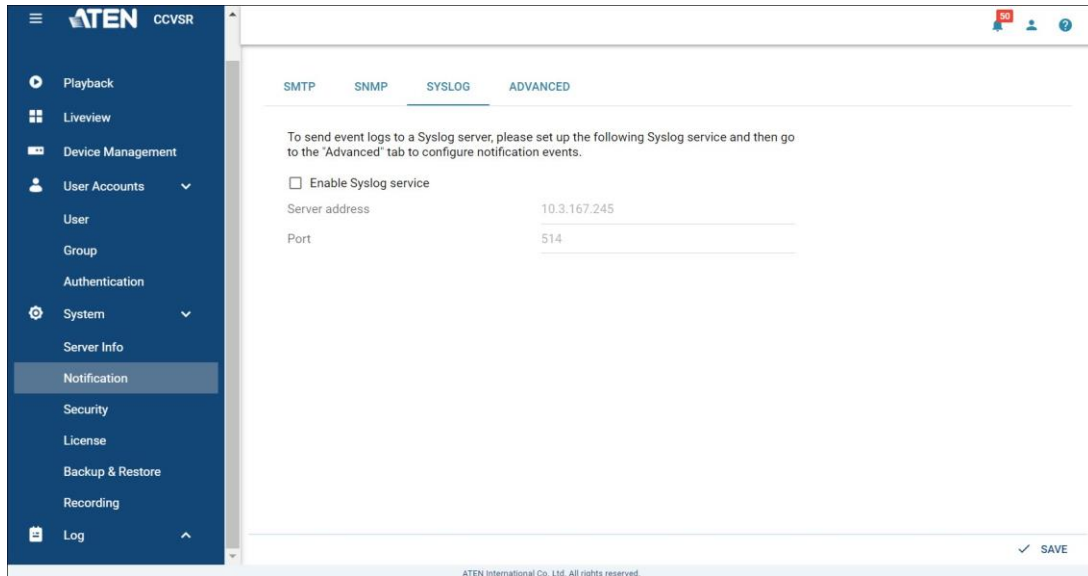 ATEN CCVSR
50
Playback
Liveview
Device Management
User Accounts
User
Group
Authentication
System
Server Info
Notification
Security
License
Backup & Restore
Recording
Log
SMTP SNMP SYSLOG ADVANCED
To send event logs to a Syslog server, please set up the following Syslog service and then go
to the "Advanced" tab to configure notification events.
Enable Syslog service
Server address 10.3.167.245
Port 514
SAVE
ATEN International Co. Ltd. All rights reserved.